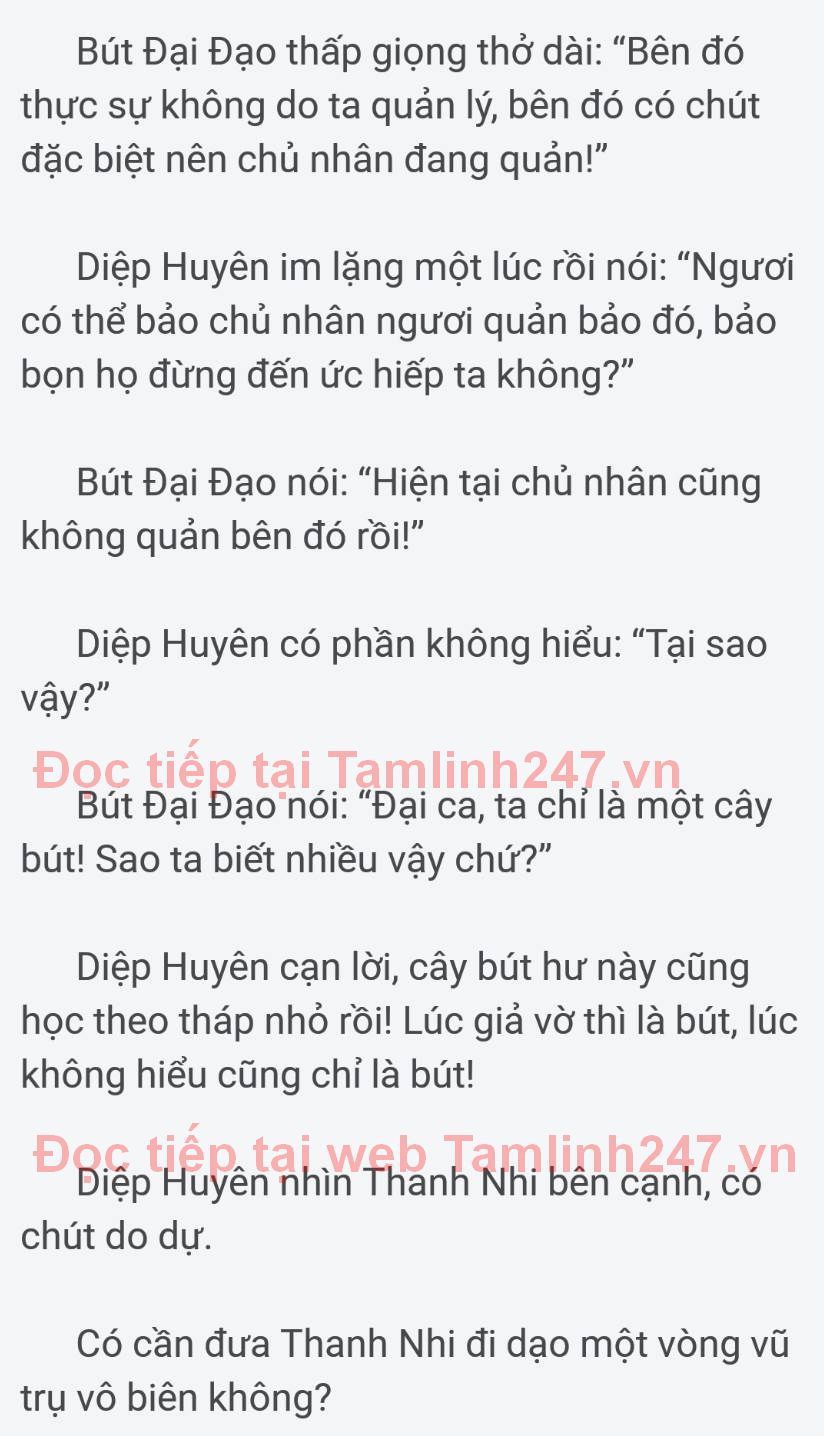 Bút Đại Đạo thấp giọng thở dài: “Bên đó
thực sự không do ta quản lý, bên đó có chút
đặc biệt nên chủ nhân đang quản!”
Diệp Huyên im lặng một lúc rồi nói: “Ngươi
có thể bảo chủ nhân ngươi quản bảo đó, bảo
bọn họ đừng đến ức hiếp ta không?”
Bút Đại Đạo nói: “Hiện tại chủ nhân cũng
không quản bên đó rồi!”
Diệp Huyên có phần không hiểu: “Tại sao
vậy?”
Đọc tiếp tại Tamlinh247.vn
Bút Đại Đạo nói: “Đại ca, ta chỉ là một cây
bút! Sao ta biết nhiều vậy chứ?”
Diệp Huyên cạn lời, cây bút hư này cũng
học theo tháp nhỏ rồi! Lúc giả vờ thì là bút, lúc
không hiểu cũng chỉ là bút!
Đọc tiếp tại web Tamlinh247.vn
Diệp Huyên nhìn Thanh Nhi bên cạnh, có
chút do dự.
Có cần đưa Thanh Nhi đi dạo một vòng vũ
trụ vô biên không?